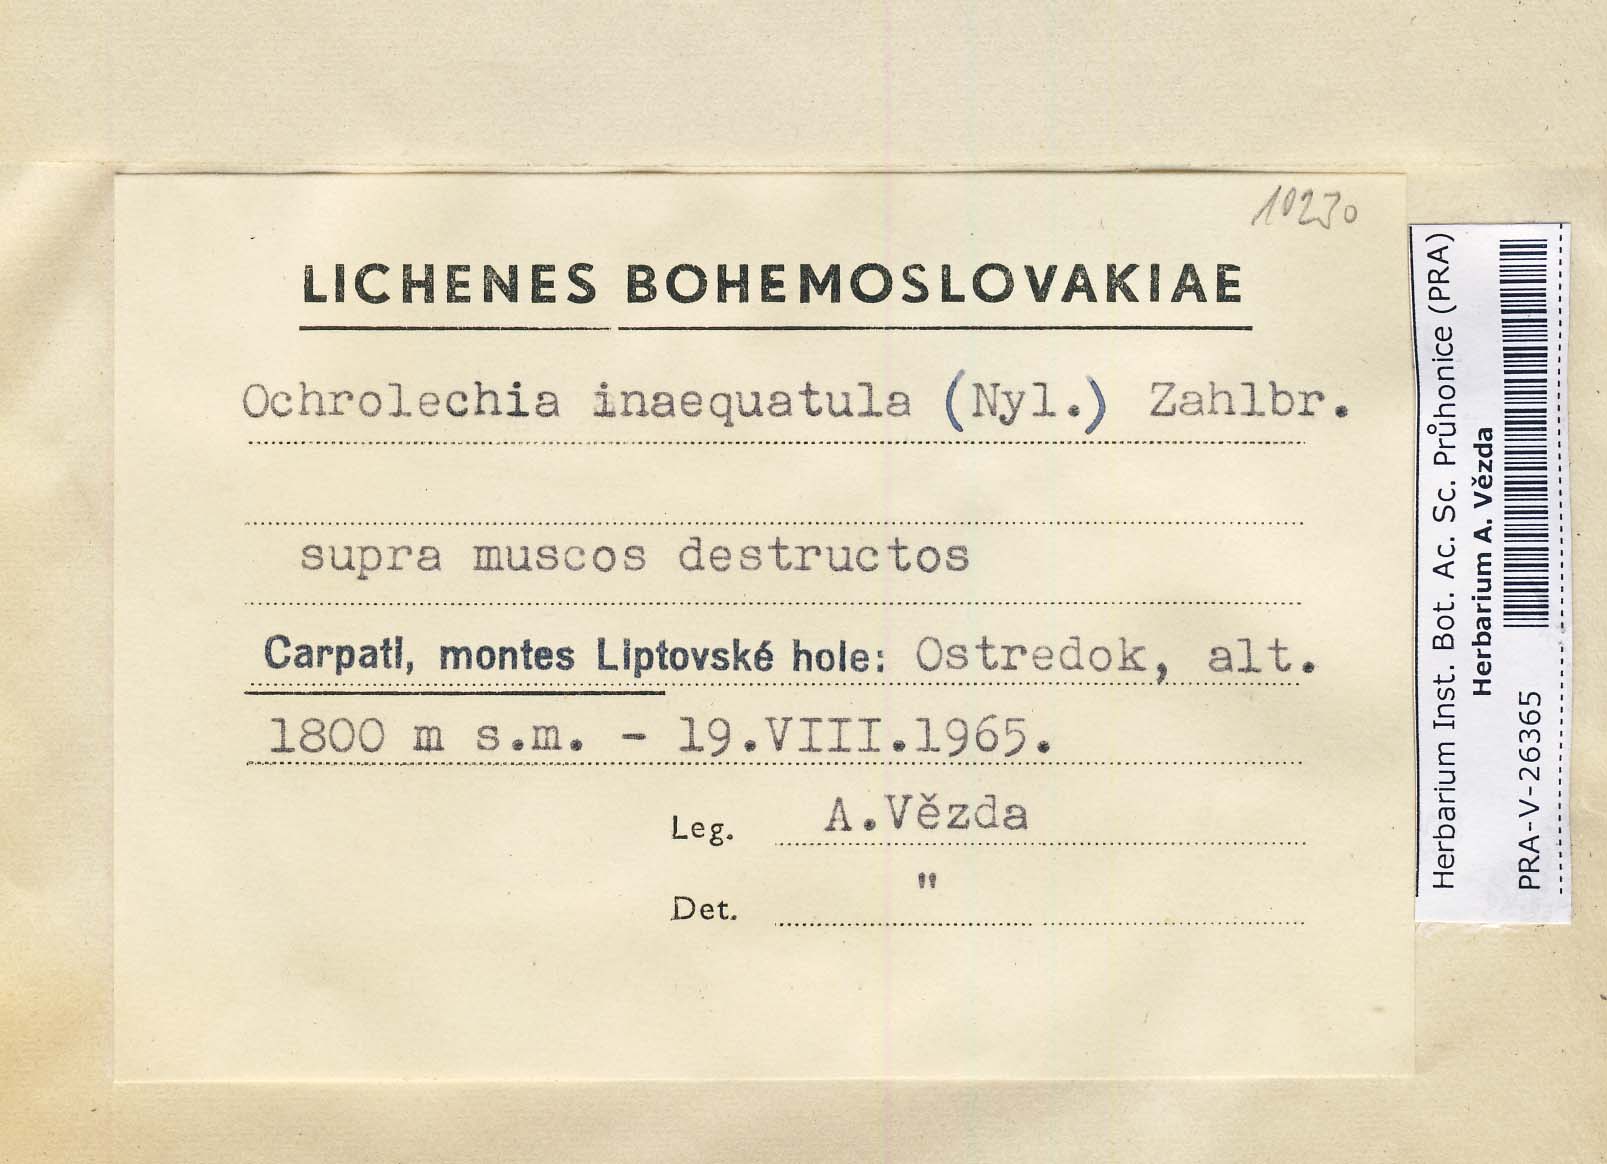 10230
LICHENES BOHEMOSLOVAKIAE
Ochrolechia inaequatula (Nyl.) Zahlbr.
supra muscos destructos
Carpati, montes Liptovské hole: Ostredok, alt.
1800 m s.m. - 19.VIII.1965.
Leg. A.Vězda
Det. "
Herbarium Inst. Bot. Ac. Sc. Průhonice (PRA)
Herbarium A. Vězda
PRA-V-26365